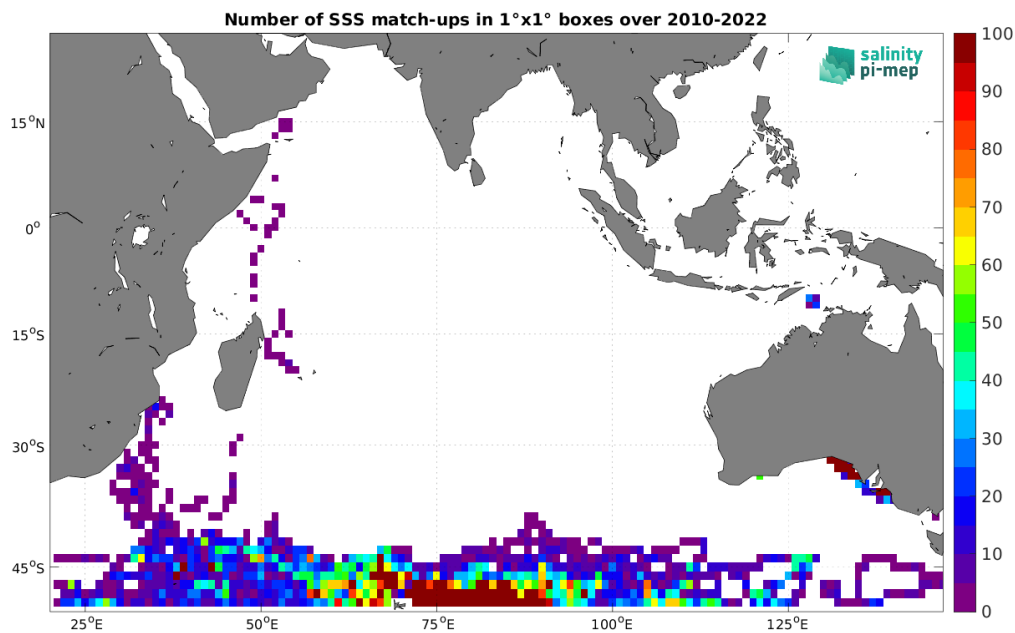 Number of SSS match-ups in 1°x1° boxes over 2010-2022
salinity
pi-mep
15°N
0°
15°S
30°S
45°S
25°E
50°E
75°E
100°E
125°E
100
90
80
70
60
50
40
30
20
10
0